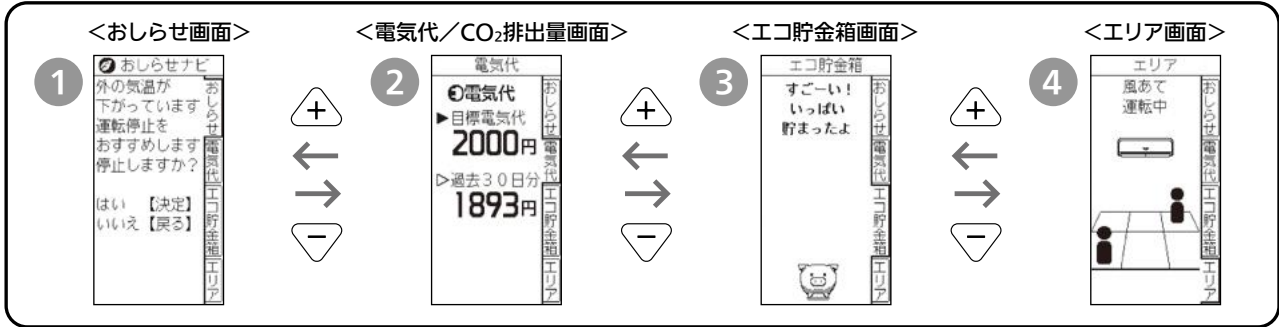 <おしらせ画面>
1
おしらせナビ
外の気温が
下がっています
運転停止を
おすすめします
停止しますか?
はい 【決定】
いいえ【戻る】
おしらせ
電気代
エコ貯金箱
エリア
+
−
<電気代/CO₂排出量画面>
2
電気代
電気代
▶目標電気代
2000円
▷過去30日分
1893円
おしらせ
電気代
エコ貯金箱
エリア
+
−
<エコ貯金箱画面>
3
エコ貯金箱
すごーい!
いっぱい
貯まったよ
おしらせ
電気代
エコ貯金箱
エリア
+
−
<エリア画面>
4
エリア
風あて
運転中
おしらせ
電気代
エコ貯金箱
エリア